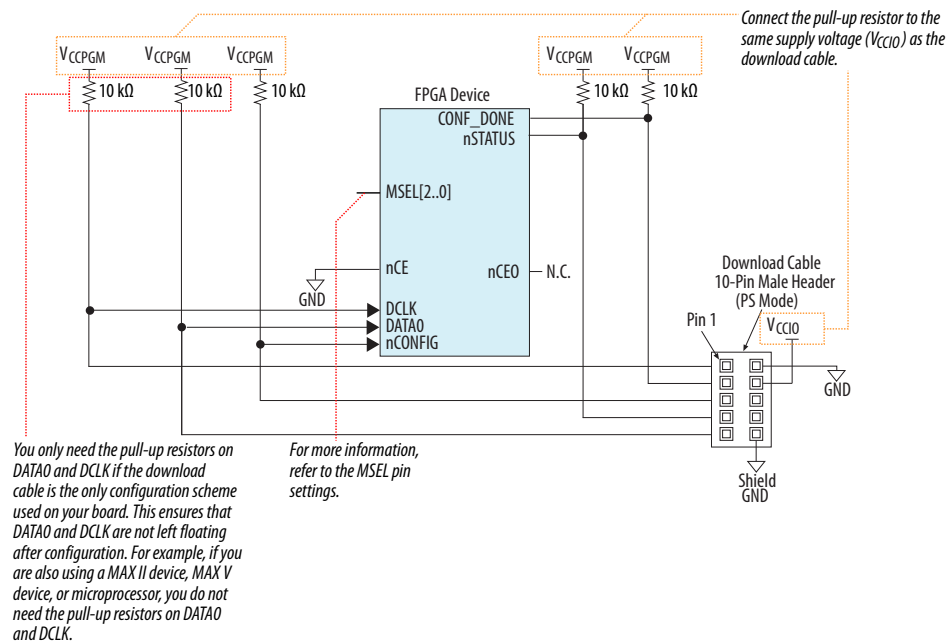 Connect the pull-up resistor to the
same supply voltage (VCCIO) as the
download cable.
VCCPGM VCCPGM VCCPGM VCCPGM VCCPGM
10 kΩ 10 kΩ 10 kΩ 10 kΩ 10 kΩ
FPGA Device
CONF_DONE
nSTATUS
MSEL[2..0]
nCE nCEO N.C.
GND
DCLK
DATA0
nCONFIG
Download Cable
10-Pin Male Header
(PS Mode)
Pin 1 VCCIO
GND
Shield
GND
You only need the pull-up resistors on
DATA0 and DCLK if the download
cable is the only configuration scheme
used on your board. This ensures that
DATA0 and DCLK are not left floating
after configuration. For example, if you
are also using a MAX II device, MAX V
device, or microprocessor, you do not
need the pull-up resistors on DATA0
and DCLK.
For more information,
refer to the MSEL pin
settings.